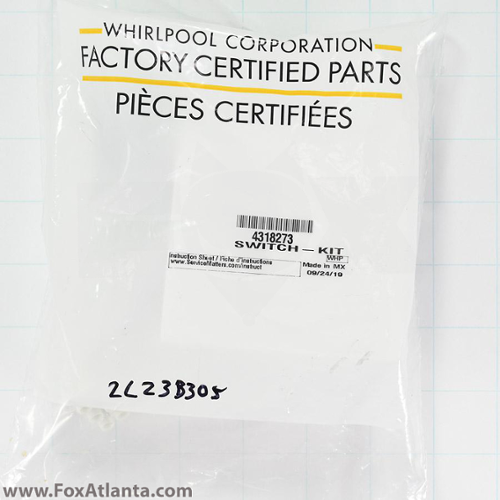 WHIRLPOOL CORPORATION
FACTORY CERTIFIED PARTS
PIÈCES CERTIFIÉES
4318273
SWITCH - KIT
WHP
Instruction Sheet / Fiche d'instructions
www.ServiceMatters.com/instruct
Made in MX
09/24/19
2L23B305
www.FoxAtlanta.com